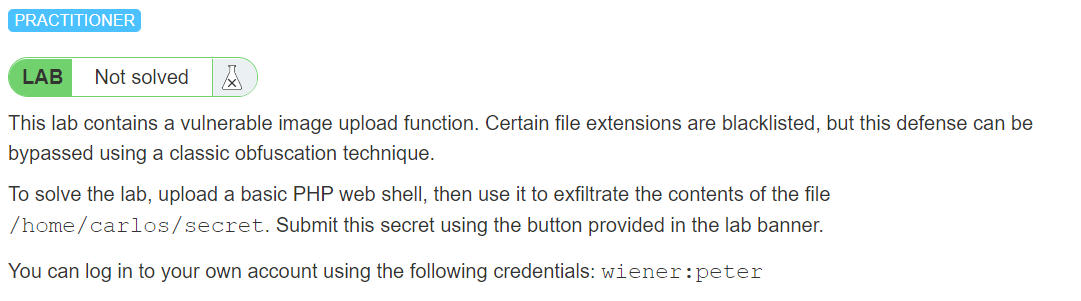 PRACTITIONER
LAB Not solved
This lab contains a vulnerable image upload function. Certain file extensions are blacklisted, but this defense can be
bypassed using a classic obfuscation technique.
To solve the lab, upload a basic PHP web shell, then use it to exfiltrate the contents of the file
/home/carlos/secret. Submit this secret using the button provided in the lab banner.
You can log in to your own account using the following credentials: wiener:peter